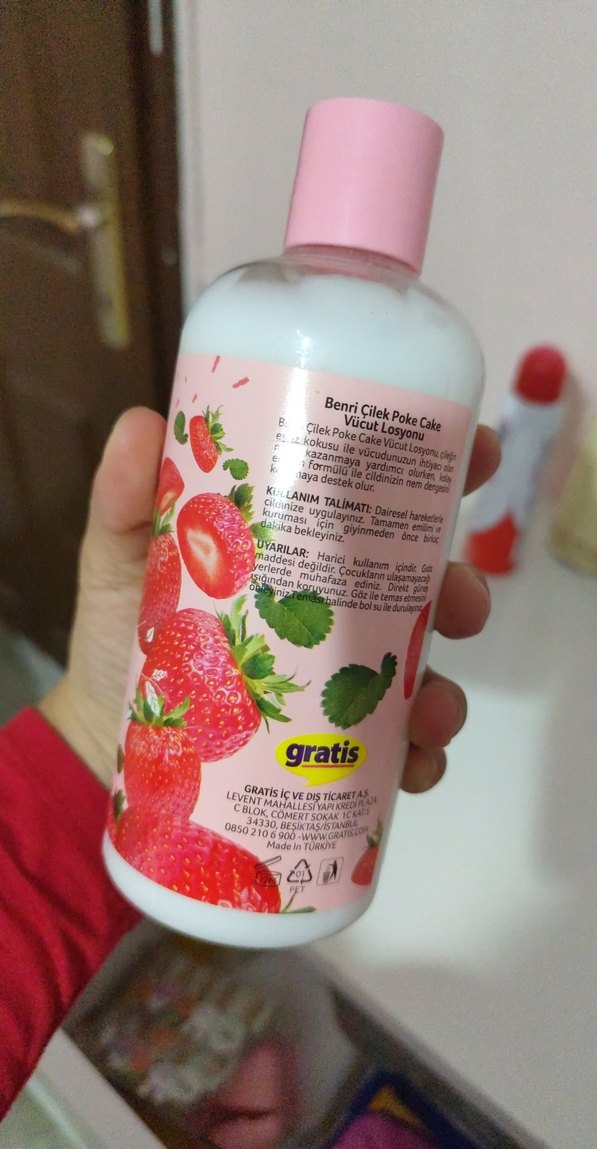 Benri Çilek Poke Cake
Vücut Losyonu
Çilek Poke Cake Vücut Losyonu, çileğin
kokusu ile vücudunuzun ihtiyacı olan
kazanmaya yardımcı olurken, kolay
formülü ile cildinizin nem dengesini
destek olur.
KULLANIM TALİMATI: Dairesel hareketlerle
cildinize uygulayınız. Tamamen emilimi ve
kuruması için giyinmeden önce birkaç
dakika bekleyiniz.
UYARILAR: Harici kullanım içindir. Gıda
maddesi değildir. Çocukların ulaşamayacağı
yerlerde muhafaza ediniz. Direkt güneş
ışığından koruyunuz. Göz ile temas etmesini
önleyiniz.Teması halinde bol su ile durulayınız.
gratis
GRATİS İÇ VE DIŞ TİCARET A.Ş.
LEVENT MAHALLESİ YAPI KREDİ PLAZA
C BLOK, CÖMERT SOKAK 1C KAT:5
34330, BEŞİKTAŞ/İSTANBUL
0850 210 6 900 -WWW.GRATIS.COM
Made In TÜRKİYE
01
PET